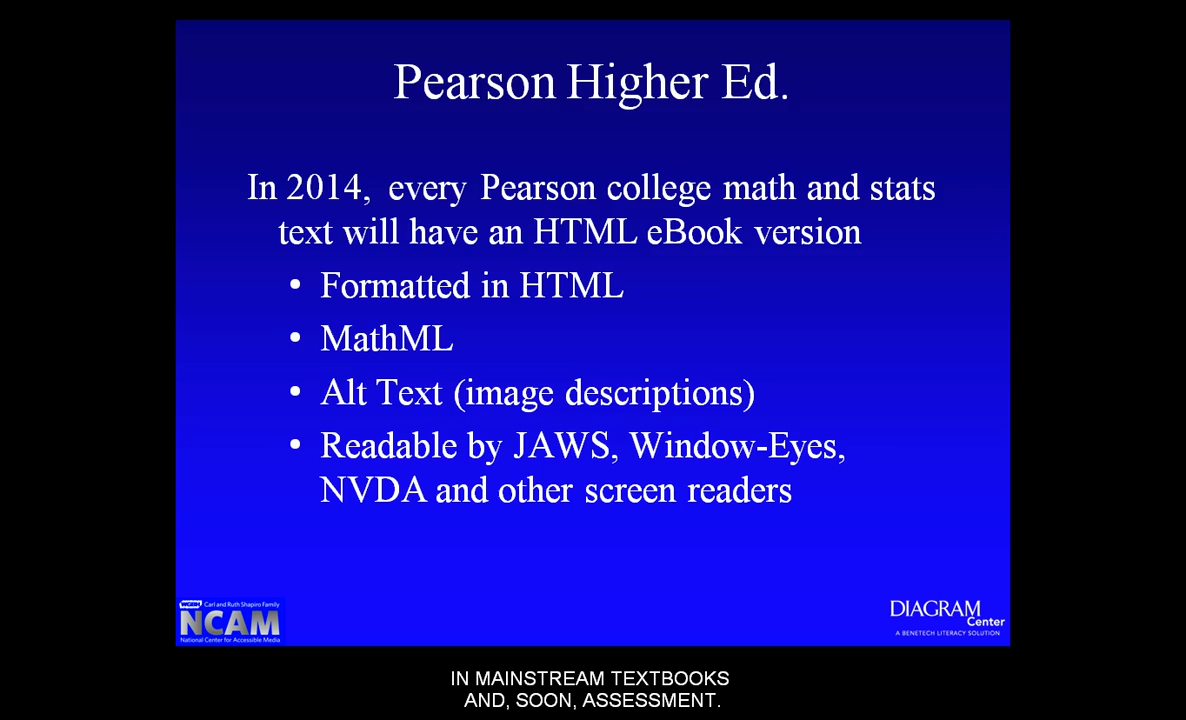 Pearson Higher Ed.
In 2014, every Pearson college math and stats
text will have an HTML eBook version
• Formatted in HTML
• MathML
• Alt Text (image descriptions)
• Readable by JAWS, Window-Eyes,
NVDA and other screen readers
WGBH Carl and Ruth Shapiro Family
NCAM
National Center for Accessible Media
DIAGRAM
Center
A BENETECH LITERACY SOLUTION
IN MAINSTREAM TEXTBOOKS
AND, SOON, ASSESSMENT.